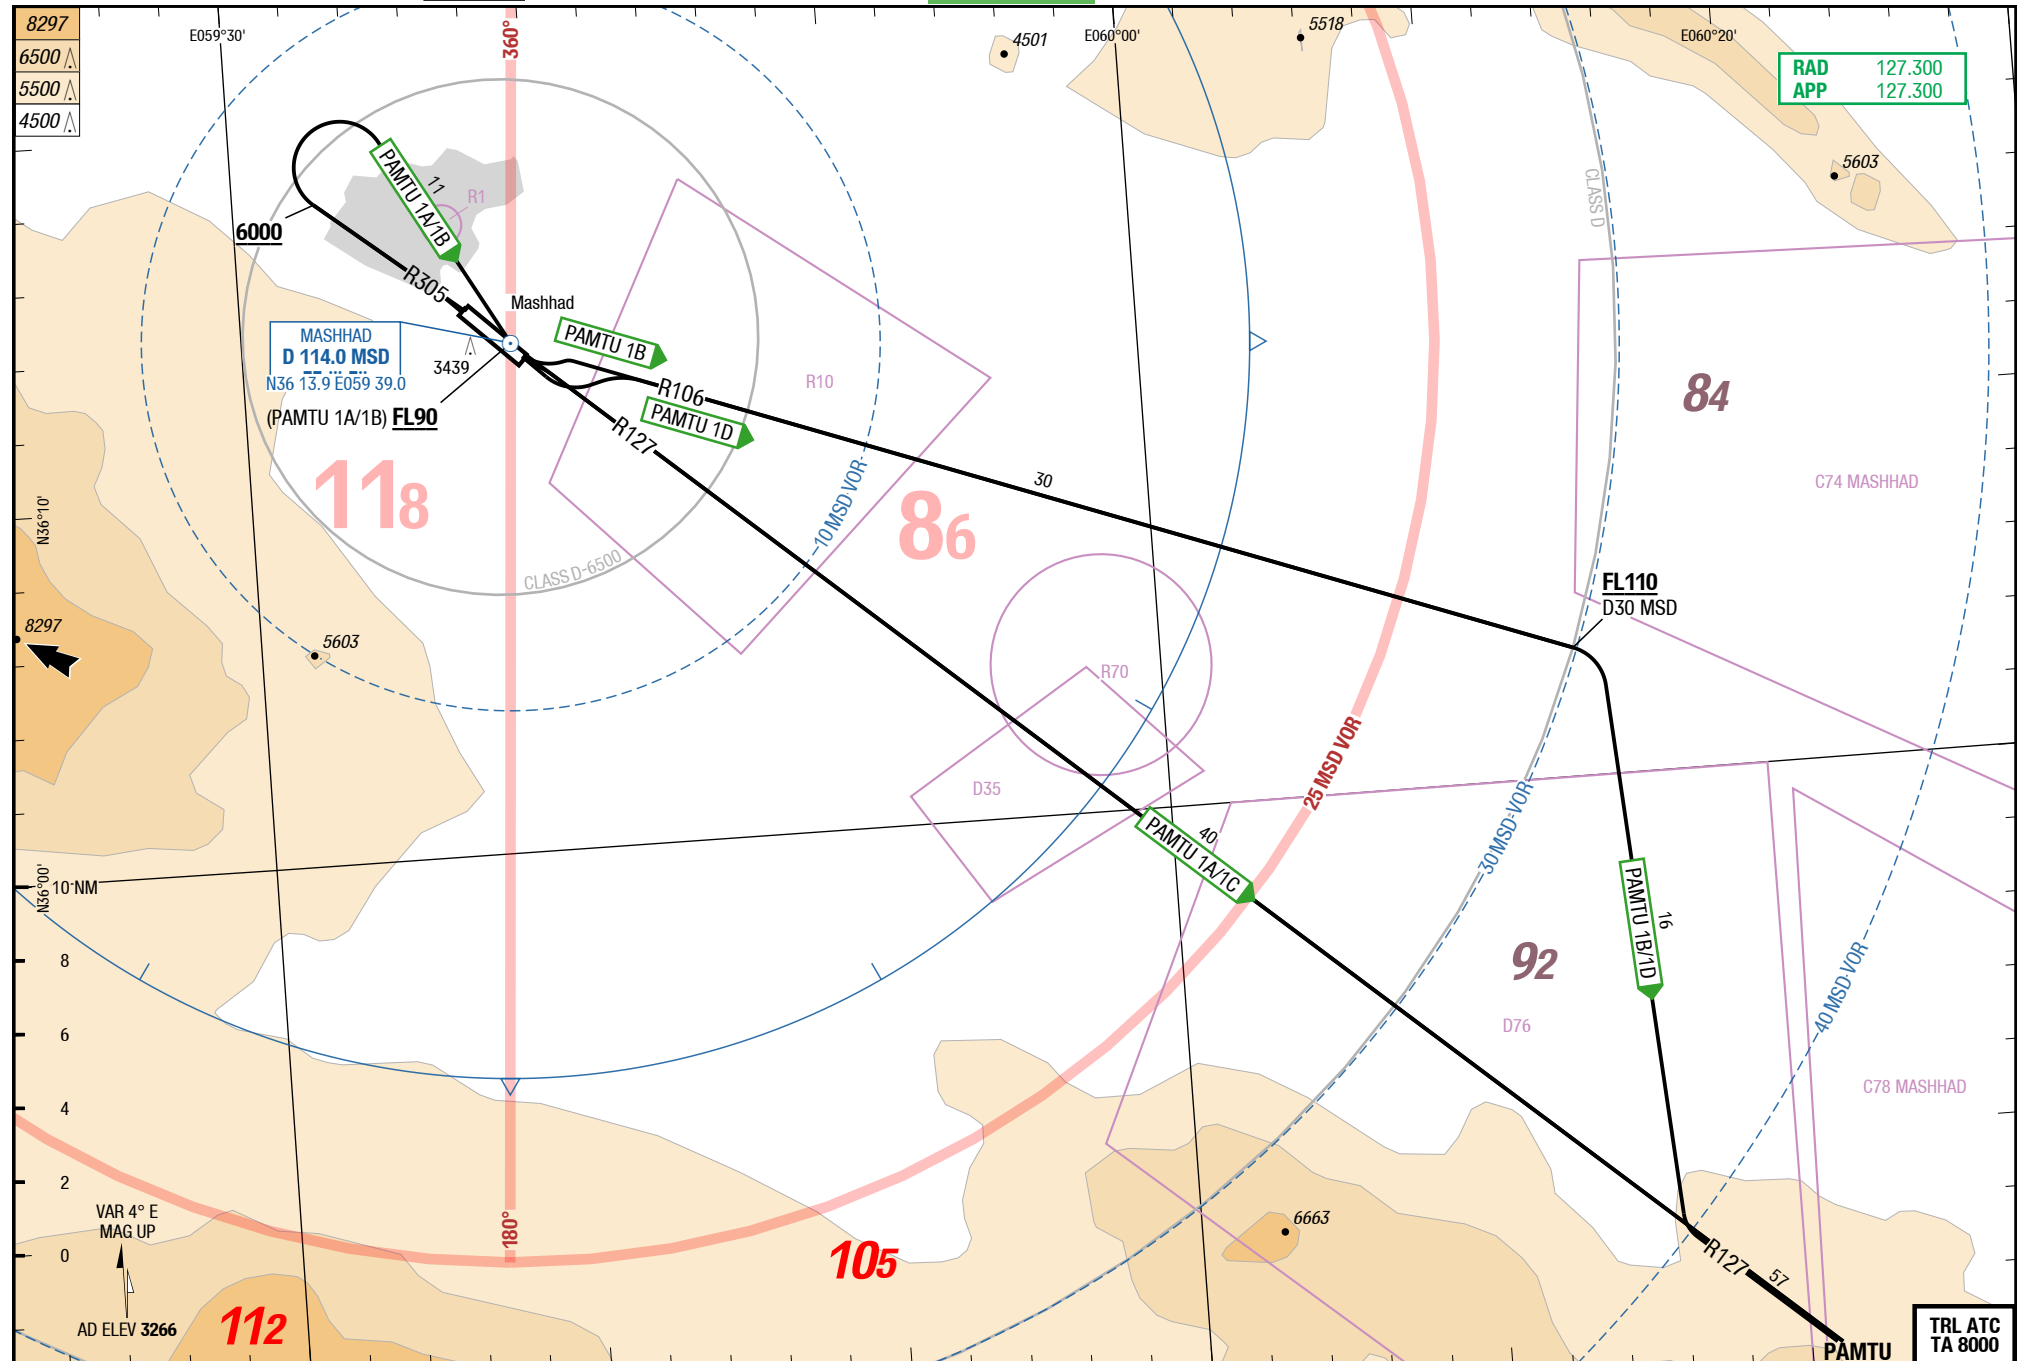 8297
6500
5500
4500
E059°30'
360°
4501
E060°00'
5518
E060°20'
RAD 127.300
APP 127.300
5603
CLASS D
PAMTU 1A/1B
11
R1
6000
R305
Mashhad
MASHHAD
D 114.0 MSD
N36 13.9 E059 39.0
3439
(PAMTU 1A/1B) FL90
PAMTU 1B
R106
PAMTU 1D
R127
R10
84
C74 MASHHAD
118
86
30
10 MSD VOR
CLASS D-6500
N36°10'
FL110
D30 MSD
8297
5603
R70
D35
25 MSD VOR
30 MSD VOR
40
PAMTU 1A/1C
PAMTU 1B/1D
16
N36°00'
10 NM
8
6
4
2
0
92
D76
40 MSD VOR
C78 MASHHAD
VAR 4° E
MAG UP
AD ELEV 3266
180°
112
105
6663
R127
57
PAMTU
TRL ATC
TA 8000